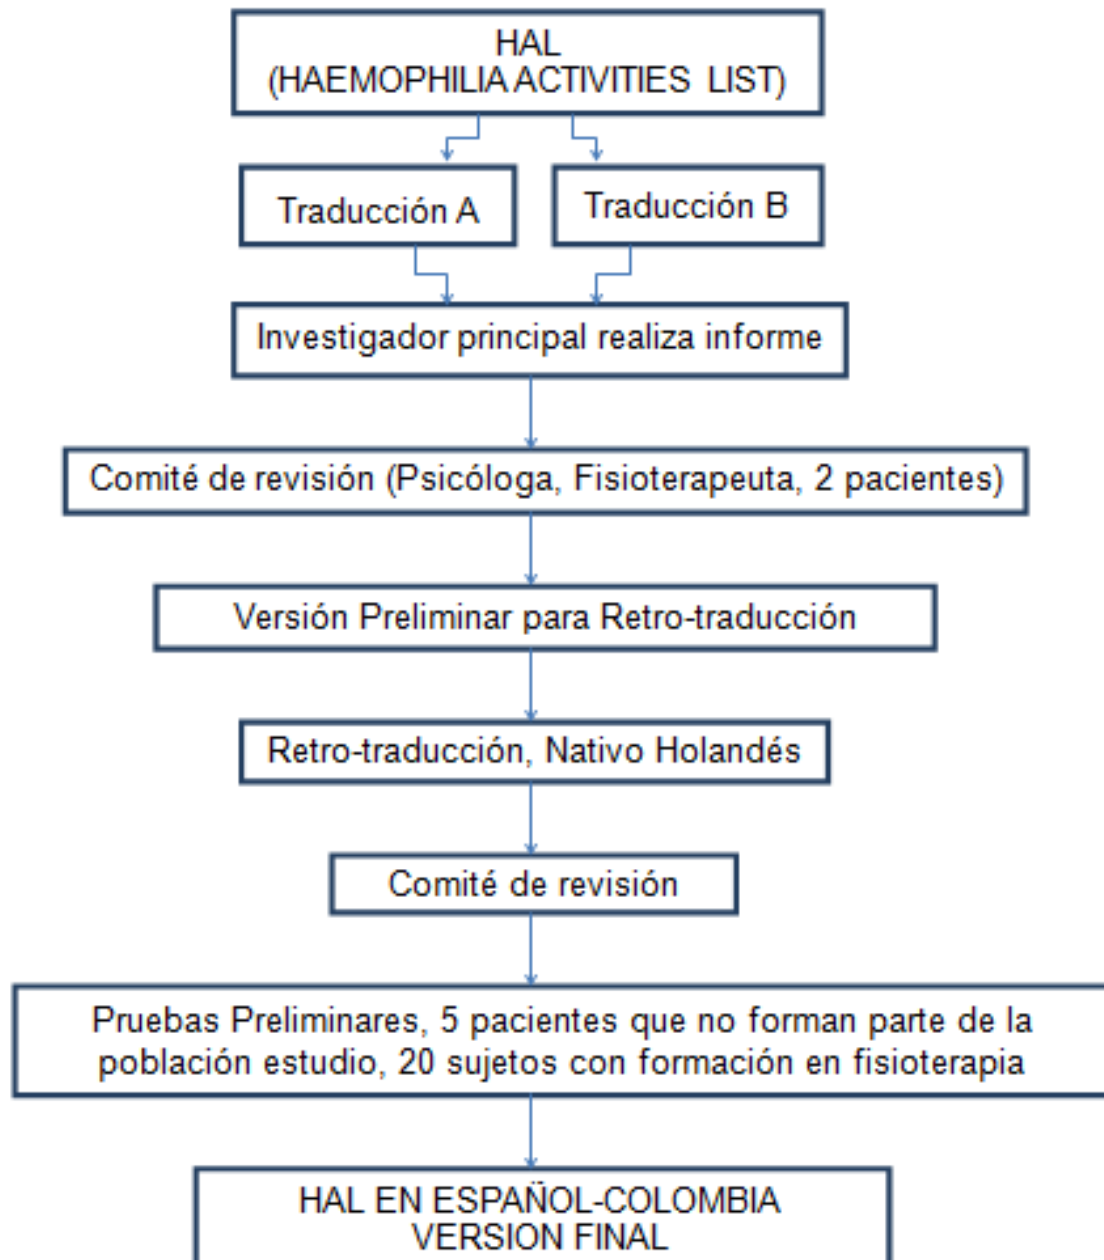 HAL
(HAEMOPHILIA ACTIVITIES LIST)
Traducción A
Traducción B
Investigador principal realiza informe
Comité de revisión (Psicóloga, Fisioterapeuta, 2 pacientes)
Versión Preliminar para Retro-traducción
Retro-traducción, Nativo Holandés
Comité de revisión
Pruebas Preliminares, 5 pacientes que no forman parte de la
población estudio, 20 sujetos con formación en fisioterapia
HAL EN ESPAÑOL-COLOMBIA
VERSION FINAL